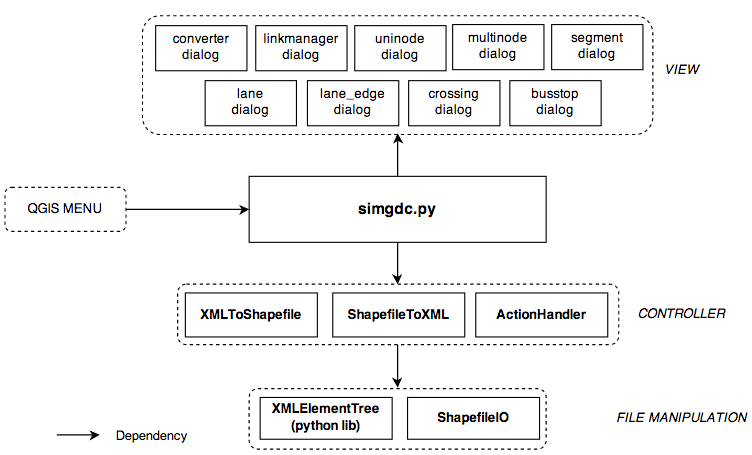 converter
dialog
linkmanager
dialog
uninode
dialog
multinode
dialog
segment
dialog
lane
dialog
lane_edge
dialog
crossing
dialog
busstop
dialog
VIEW
QGIS MENU
simgdc.py
XMLToShapefile
ShapefileToXML
ActionHandler
CONTROLLER
XMLElementTree
(python lib)
ShapefileIO
FILE MANIPULATION
Dependency